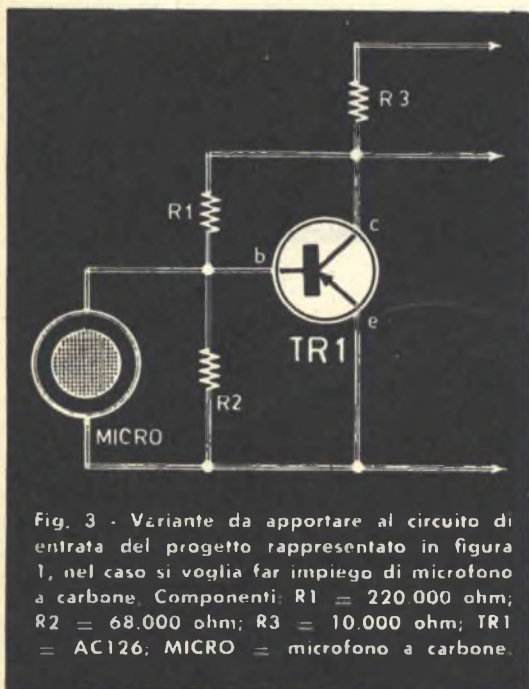 R3
R1
c
b
e
TR1
R2
MICRO
Fig. 3 - Variante da apportare al circuito di
entrata del progetto rappresentato in figura
1, nel caso si voglia far impiego di microfono
a carbone. Componenti: R1 = 220.000 ohm;
R2 = 68.000 ohm; R3 = 10.000 ohm; TR1
= AC126; MICRO = microfono a carbone.